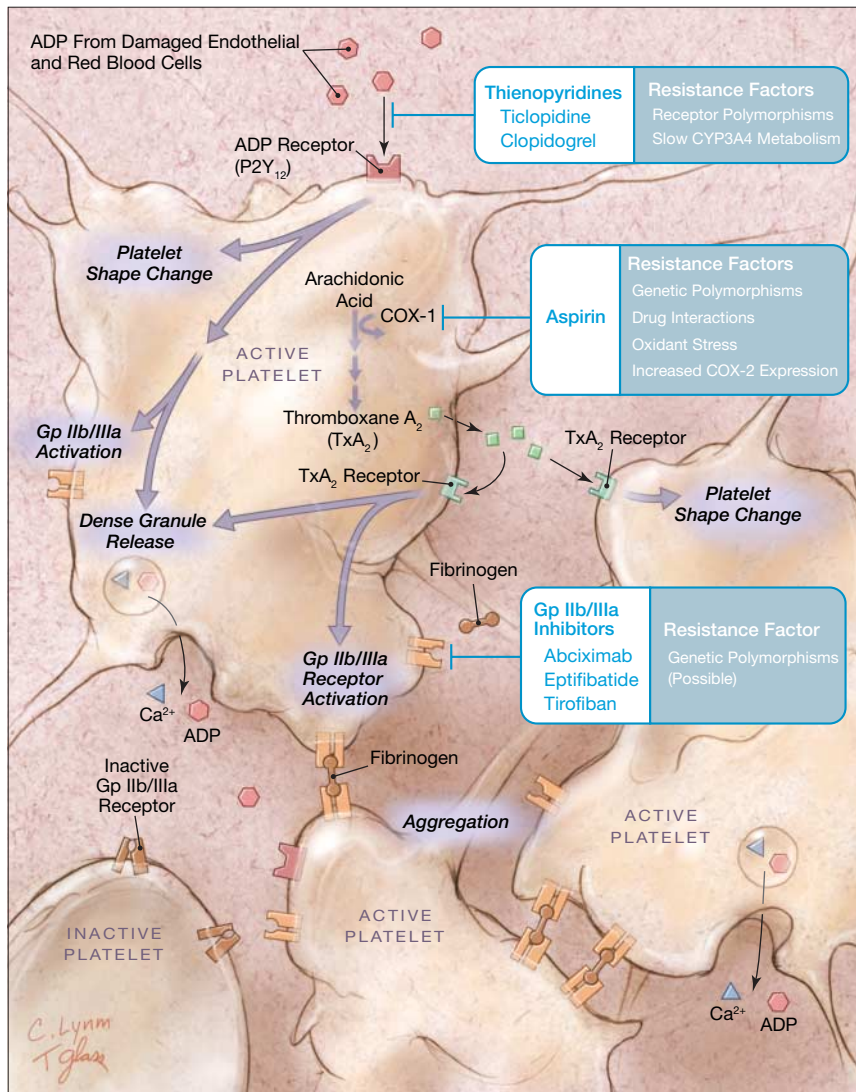 ADP From Damaged Endothelial
and Red Blood Cells
Thienopyridines
Ticlopidine
Clopidogrel
Resistance Factors
Receptor Polymorphisms
Slow CYP3A4 Metabolism
ADP Receptor
(P2Y₁₂)
Platelet
Shape Change
Arachidonic
Acid
COX-1
Aspirin
Resistance Factors
Genetic Polymorphisms
Drug Interactions
Oxidant Stress
Increased COX-2 Expression
ACTIVE
PLATELET
Thromboxane A₂
(TxA₂)
Gp IIb/IIIa
Activation
TxA₂ Receptor
TxA₂ Receptor
Platelet
Shape Change
Dense Granule
Release
Fibrinogen
Gp IIb/IIIa
Inhibitors
Abciximab
Eptifibatide
Tirofiban
Resistance Factor
Genetic Polymorphisms
(Possible)
Gp IIb/IIIa
Receptor
Activation
Ca²⁺
ADP
Inactive
Gp IIb/IIIa
Receptor
Fibrinogen
Aggregation
ACTIVE
PLATELET
ACTIVE
PLATELET
INACTIVE
PLATELET
Ca²⁺
ADP
C. Lynm
T glass